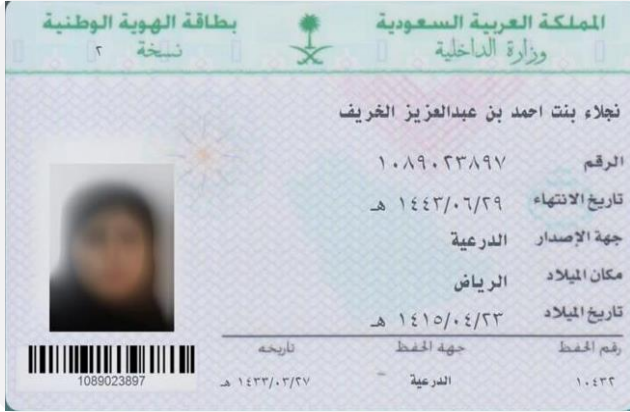 المملكة العربية السعودية
وزارة الداخلية
بطاقة الهوية الوطنية
نسخة ٢
نجلاء بنت احمد بن عبدالعزيز الخريف
الرقم ١٠٨٩٠٢٣٨٩٧
تاريخ الانتهاء ١٤٤٣/٠٦/٢٩ هـ
جهة الإصدار الدرعية
مكان الميلاد الرياض
تاريخ الميلاد ١٤١٥/٠٤/٢٣ هـ
رقم الحفظ جهة الحفظ تاريخه
١٠٤٣٢ الدرعية ١٤٣٣/٠٣/٢٧ هـ
1089023897